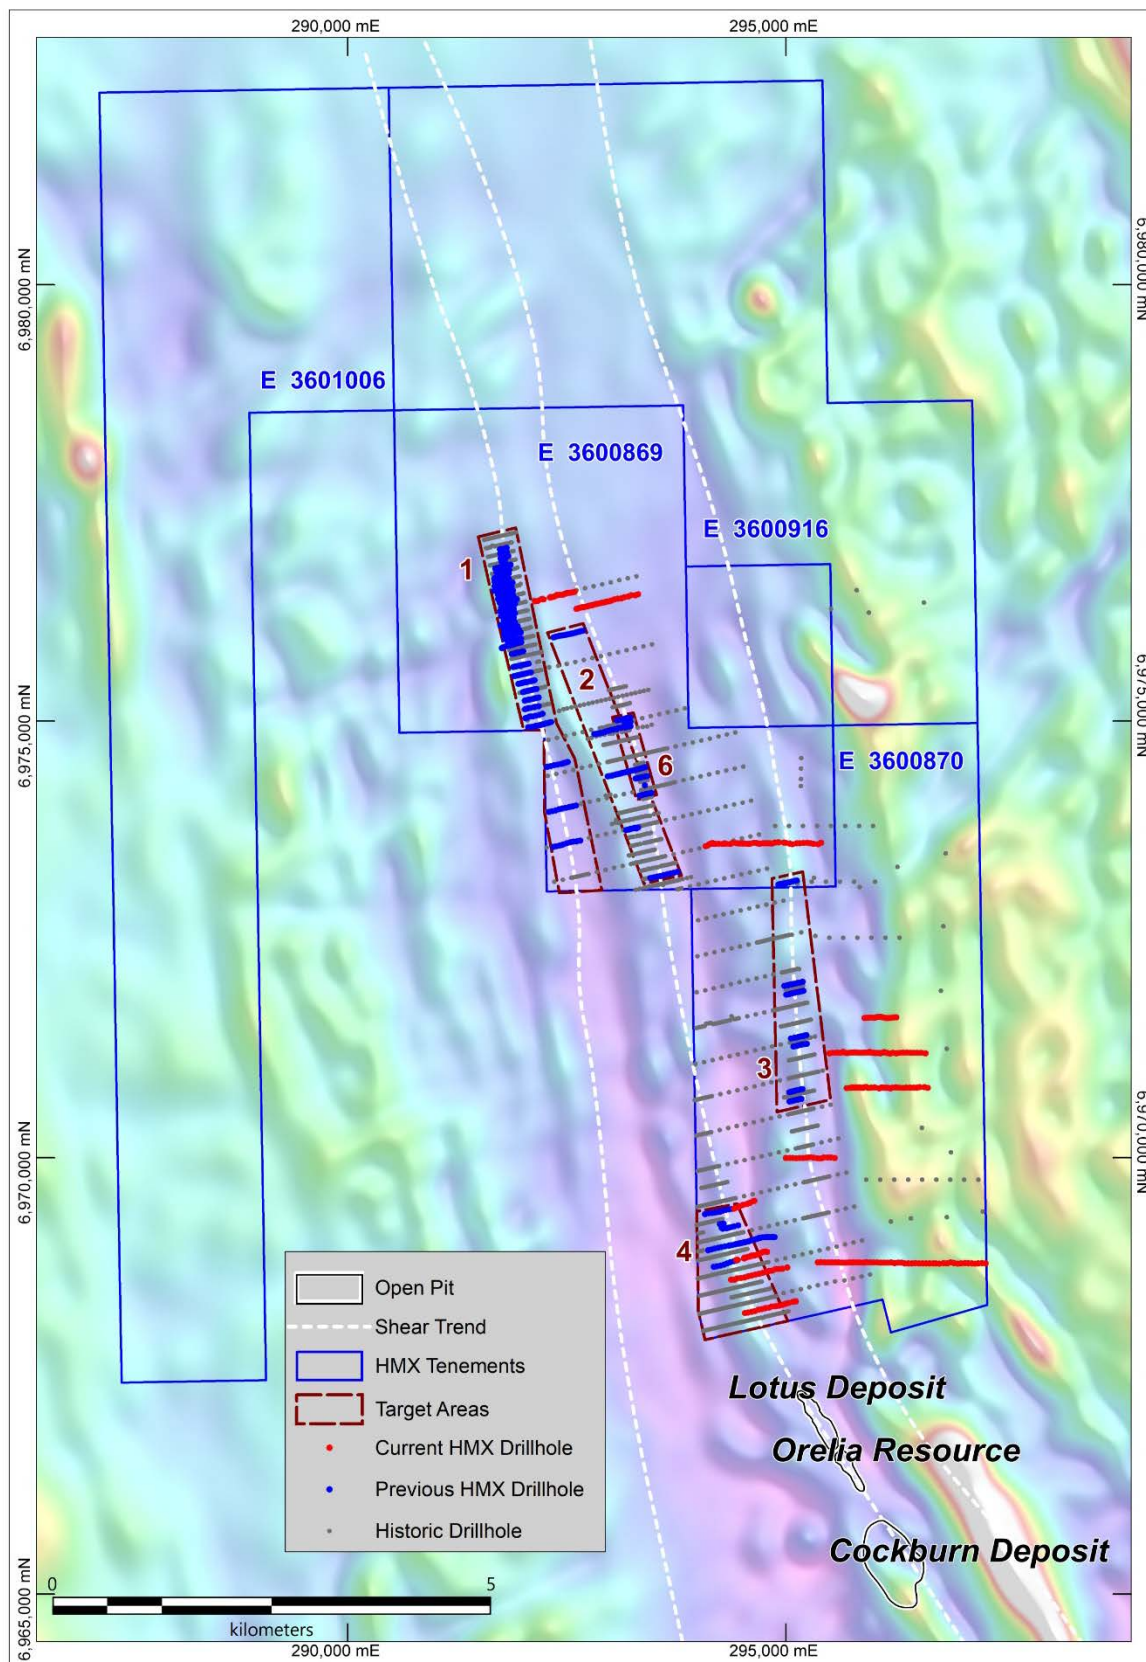 290,000 mE
295,000 mE
6,980,000 mN
6,980,000 mN
E 3601006
E 3600869
E 3600916
1
2
6
6,975,000 mN
6,975,000 mN
E 3600870
3
6,970,000 mN
6,970,000 mN
4
Open Pit
Shear Trend
HMX Tenements
Target Areas
Current HMX Drillhole
Previous HMX Drillhole
Historic Drillhole
Lotus Deposit
Orelia Resource
Cockburn Deposit
6,965,000 mN
0
5
kilometers
290,000 mE
295,000 mE